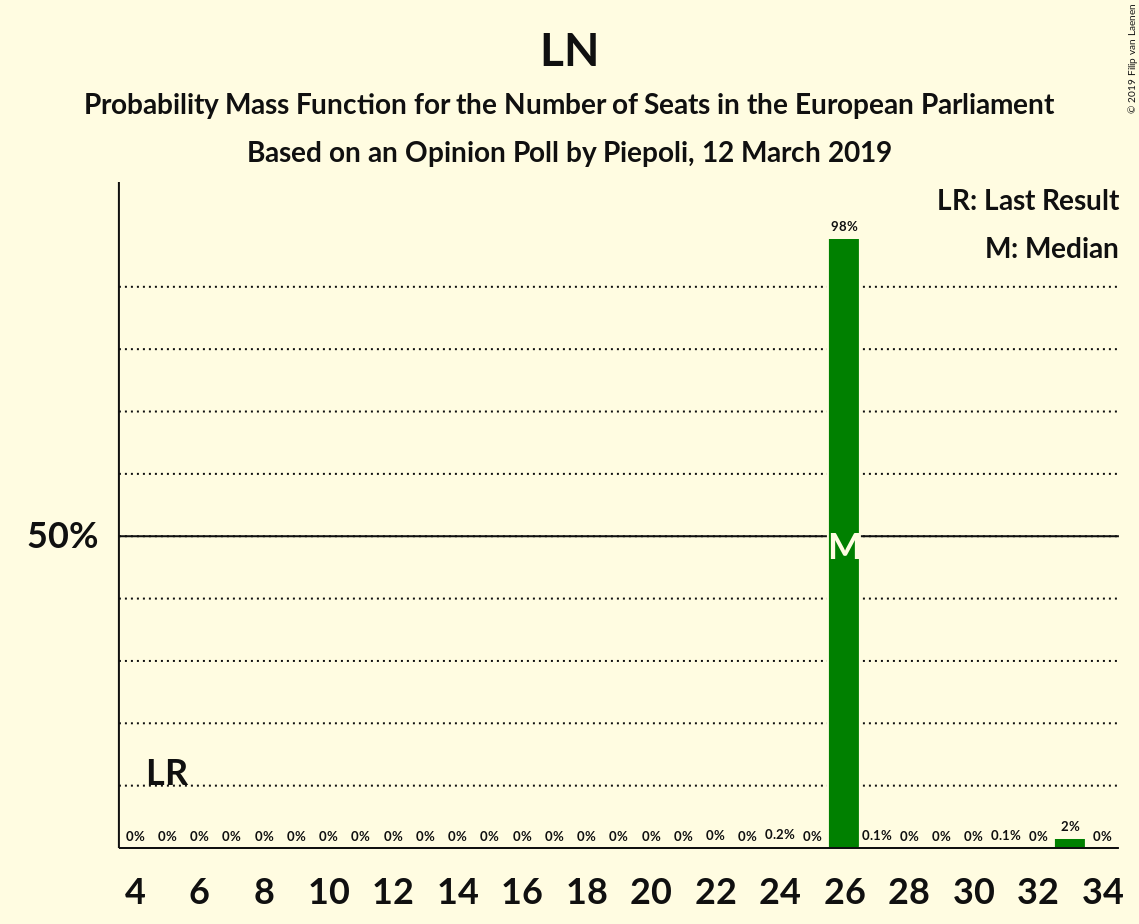 LN
Probability Mass Function for the Number of Seats in the European Parliament
Based on an Opinion Poll by Piepoli, 12 March 2019
© 2019 Filip van Laenen
LR: Last Result
M: Median
98%
50%
M
LR
0% 0% 0% 0% 0% 0% 0% 0% 0% 0% 0% 0% 0% 0% 0% 0% 0% 0% 0% 0% 0.2% 0% 0.1% 0% 0% 0% 0.1% 0% 2% 0%
4 6 8 10 12 14 16 18 20 22 24 26 28 30 32 34